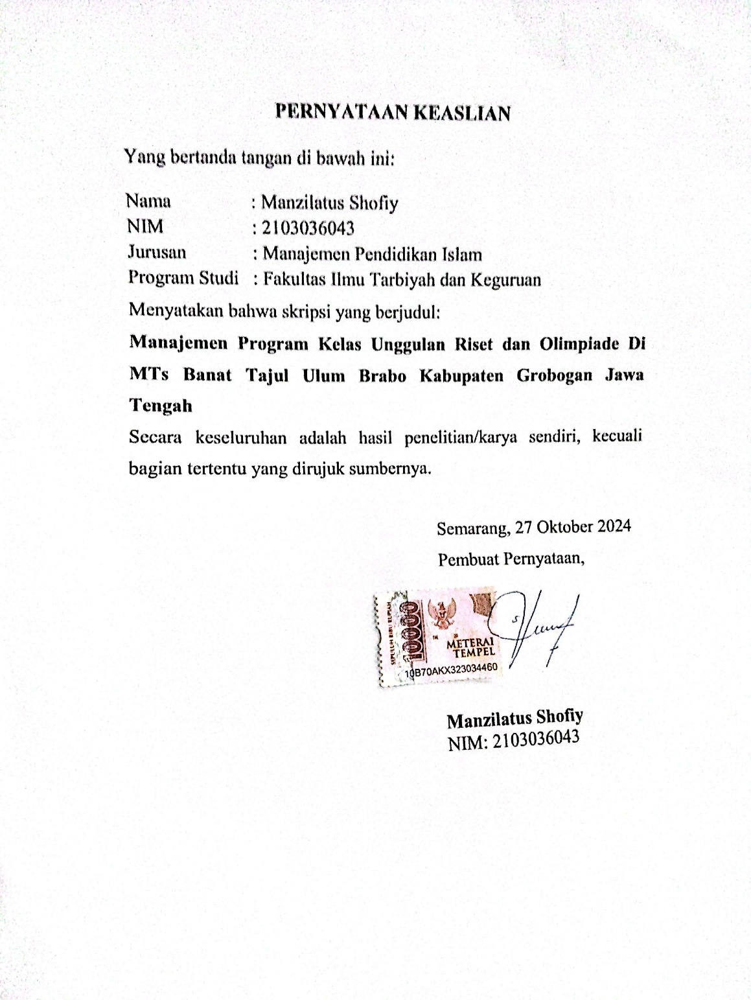 PERNYATAAN KEASLIAN
Yang bertanda tangan di bawah ini:
Nama : Manzilatus Shofiy
NIM : 2103036043
Jurusan : Manajemen Pendidikan Islam
Program Studi : Fakultas Ilmu Tarbiyah dan Keguruan
Menyatakan bahwa skripsi yang berjudul:
Manajemen Program Kelas Unggulan Riset dan Olimpiade Di
MTs Banat Tajul Ulum Brabo Kabupaten Grobogan Jawa
Tengah
Secara keseluruhan adalah hasil penelitian/karya sendiri, kecuali
bagian tertentu yang dirujuk sumbernya.
Semarang, 27 Oktober 2024
Pembuat Pernyataan,
SEPULUH RIBU RUPIAH
10000
METERAI
TEMPEL
10B70AKX323034460
Manzilatus Shofiy
NIM: 2103036043